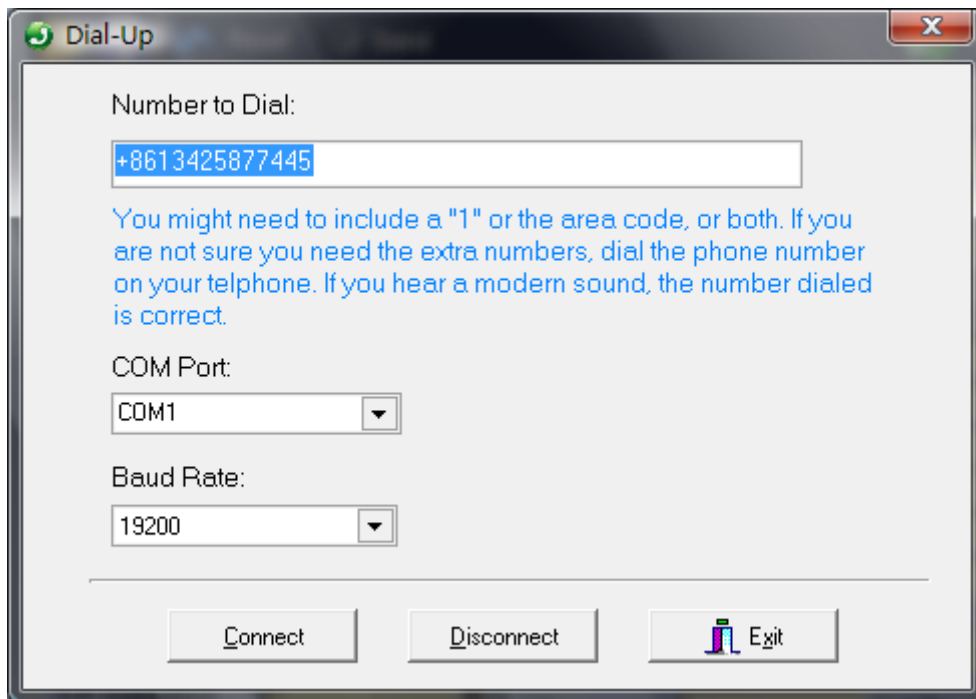 Dial-Up
Number to Dial:
+8613425877445
You might need to include a "1" or the area code, or both. If you
are not sure you need the extra numbers, dial the phone number
on your telphone. If you hear a modern sound, the number dialed
is correct.
COM Port:
COM1
Baud Rate:
19200
Connect
Disconnect
Exit